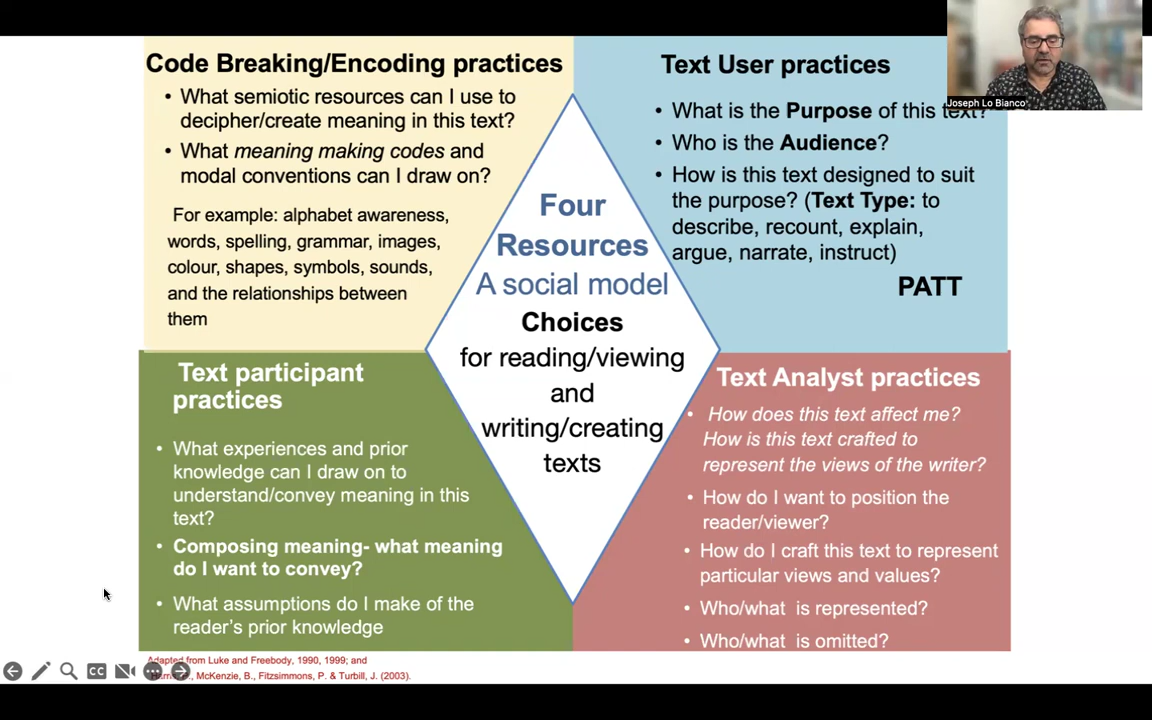 Code Breaking/Encoding practices
• What semiotic resources can I use to
decipher/create meaning in this text?
• What meaning making codes and
modal conventions can I draw on?
For example: alphabet awareness,
words, spelling, grammar, images,
colour, shapes, symbols, sounds,
and the relationships between
them
Text User practices
• What is the Purpose of this text?
• Who is the Audience?
• How is this text designed to suit
the purpose? (Text Type: to
describe, recount, explain,
argue, narrate, instruct)
PATT
Joseph Lo Bianco
Four
Resources
A social model
Choices
for reading/viewing
and
writing/creating
texts
Text participant
practices
• What experiences and prior
knowledge can I draw on to
understand/convey meaning in this
text?
• Composing meaning- what meaning
do I want to convey?
• What assumptions do I make of the
reader's prior knowledge
Text Analyst practices
• How does this text affect me?
How is this text crafted to
represent the views of the writer?
• How do I want to position the
reader/viewer?
• How do I craft this text to represent
particular views and values?
• Who/what is represented?
• Who/what is omitted?
Adapted from Luke and Freebody, 1990, 1999; and
McKenzie, B., Fitzsimmons, P. & Turbill, J. (2003).
CC